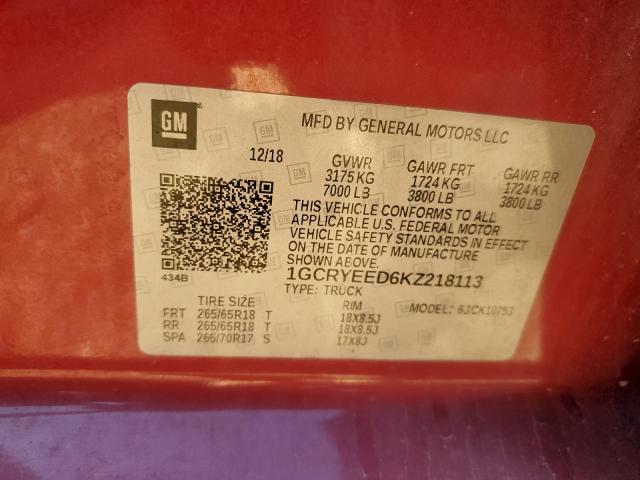 GM
MFD BY GENERAL MOTORS LLC
12/18
GVWR GAWR FRT GAWR RR
3175 KG 1724 KG 1724 KG
7000 LB 3800 LB 3800 LB
THIS VEHICLE CONFORMS TO ALL
APPLICABLE U.S. FEDERAL MOTOR
VEHICLE SAFETY STANDARDS IN EFFECT
ON THE DATE OF MANUFACTURE
SHOWN ABOVE.
434B
1GCRYEED6KZ218113
TYPE: TRUCK
TIRE SIZE RIM MODEL: 63CK10753
FRT 265/65R18 T 18X8.5J
RR 265/65R18 T 18X8.5J
SPA 265/70R17 S 17X8J